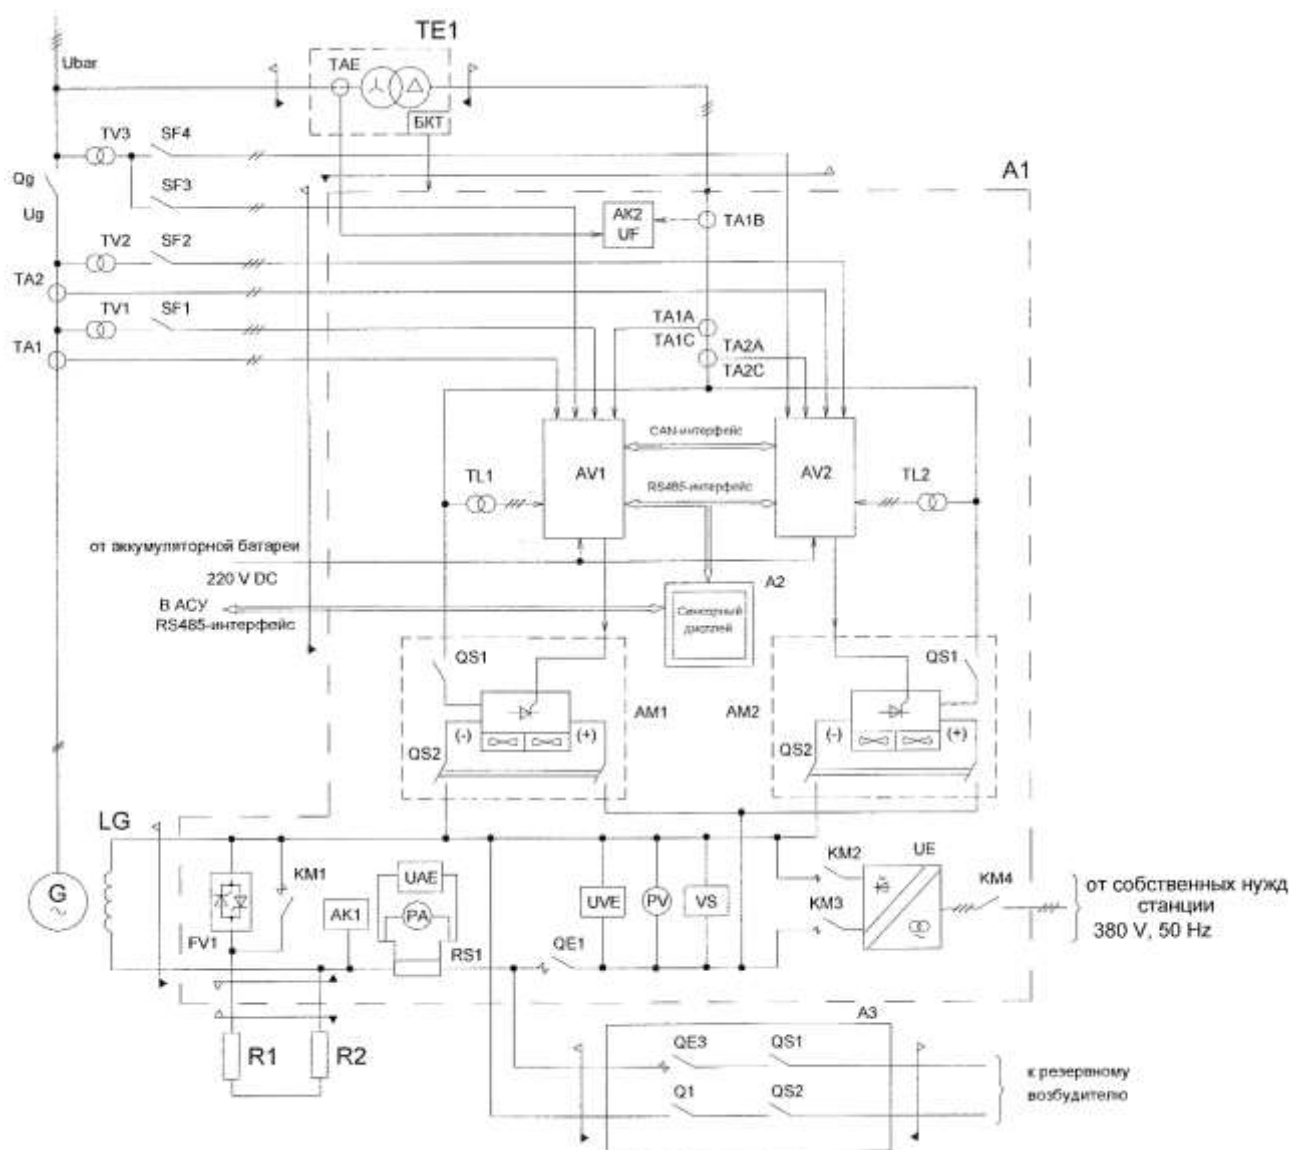 TE1
Ubar
TAE
БКТ
TV3
SF4
A1
Qg
SF3
Ug
AK2
UF
TA1B
TV2
SF2
TA2
TV1
SF1
TA1A
TA1
TA1C
TA2A
TA2C
CAN-интерфейс
TL1
AV1
AV2
TL2
RS485-интерфейс
от аккумуляторной батареи
220 V DC
A2
В АСУ
RS485-интерфейс
Сенсорный
дисплей
QS1
QS1
AM1
AM2
(-)
(+)
(-)
(+)
QS2
QS2
LG
KM1
UAE
KM2
UE
KM4
G
~
AK1
PA
UVE
PV
VS
KM3
от собственных нужд
станции
380 V, 50 Hz
FV1
RS1
QE1
A3
R1
R2
QE3
QS1
Q1
QS2
к резервному
возбудителю